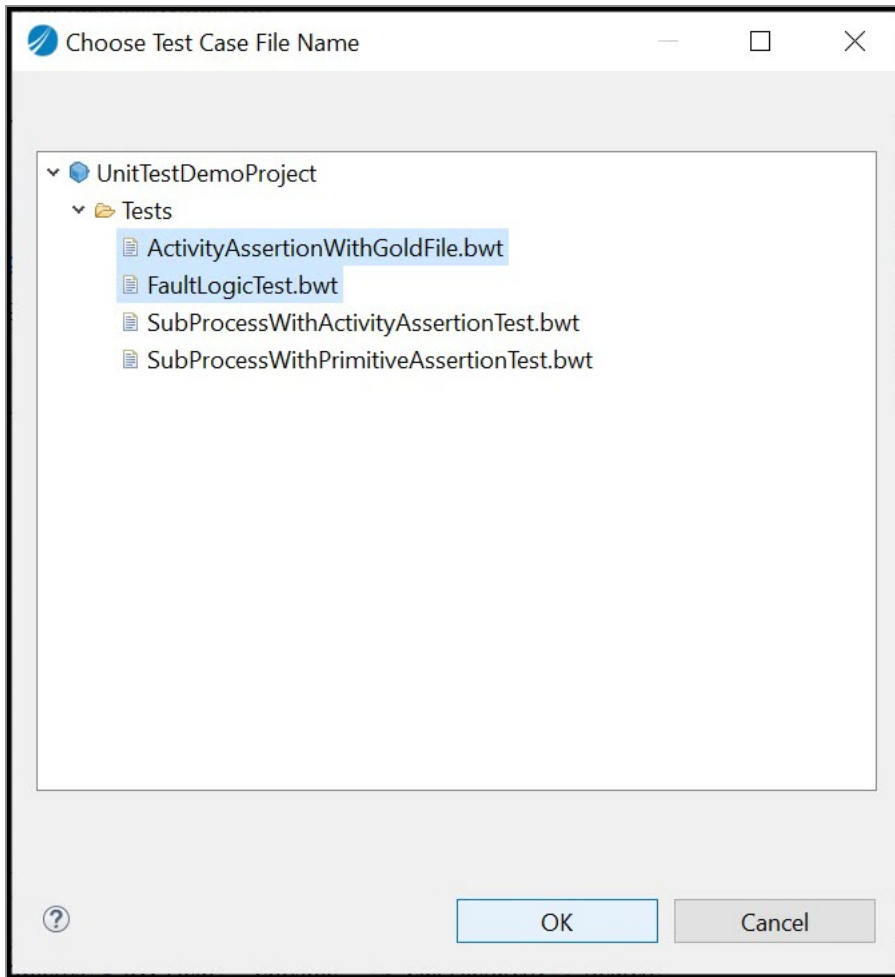 Choose Test Case File Name
UnitTestDemoProject
Tests
ActivityAssertionWithGoldFile.bwt
FaultLogicTest.bwt
SubProcessWithActivityAssertionTest.bwt
SubProcessWithPrimitiveAssertionTest.bwt
?
OK Cancel